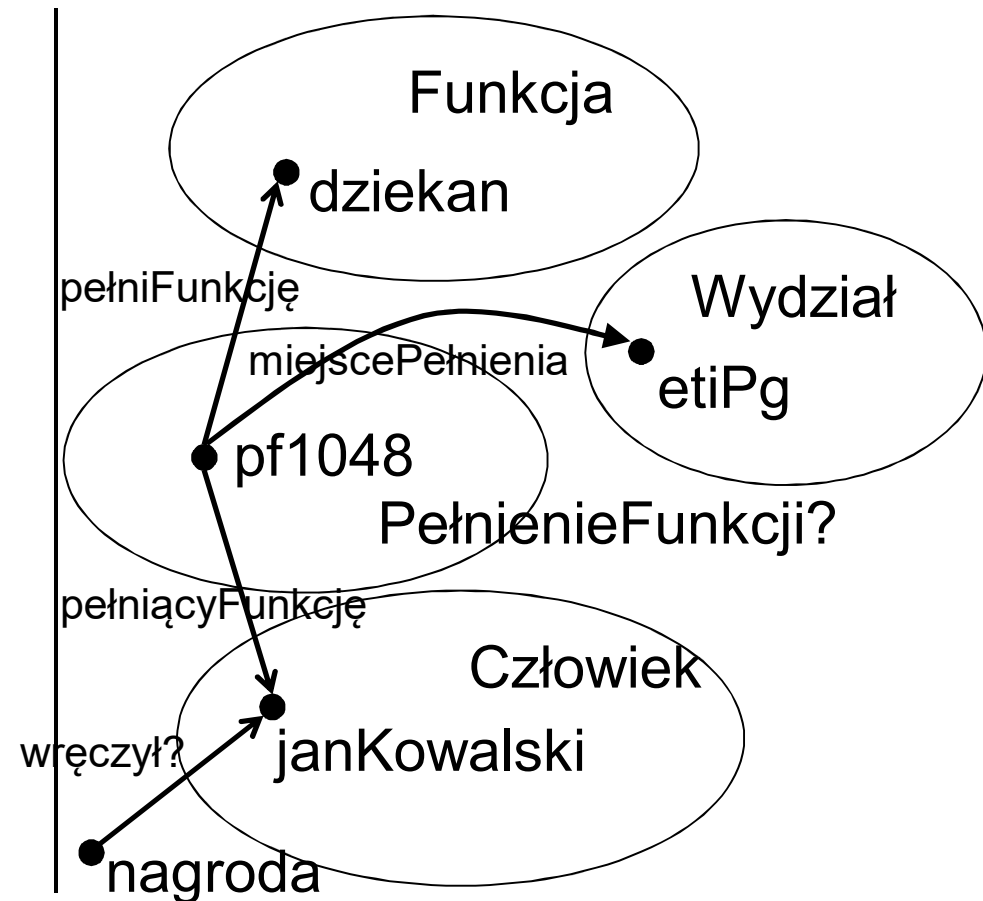 Funkcja
dziekan
pełniFunkcję
Wydział
miejscePełnienia
etiPg
pf1048
PełnienieFunkcji?
pełniącyFunkcję
Człowiek
wręczył?
janKowalski
nagroda